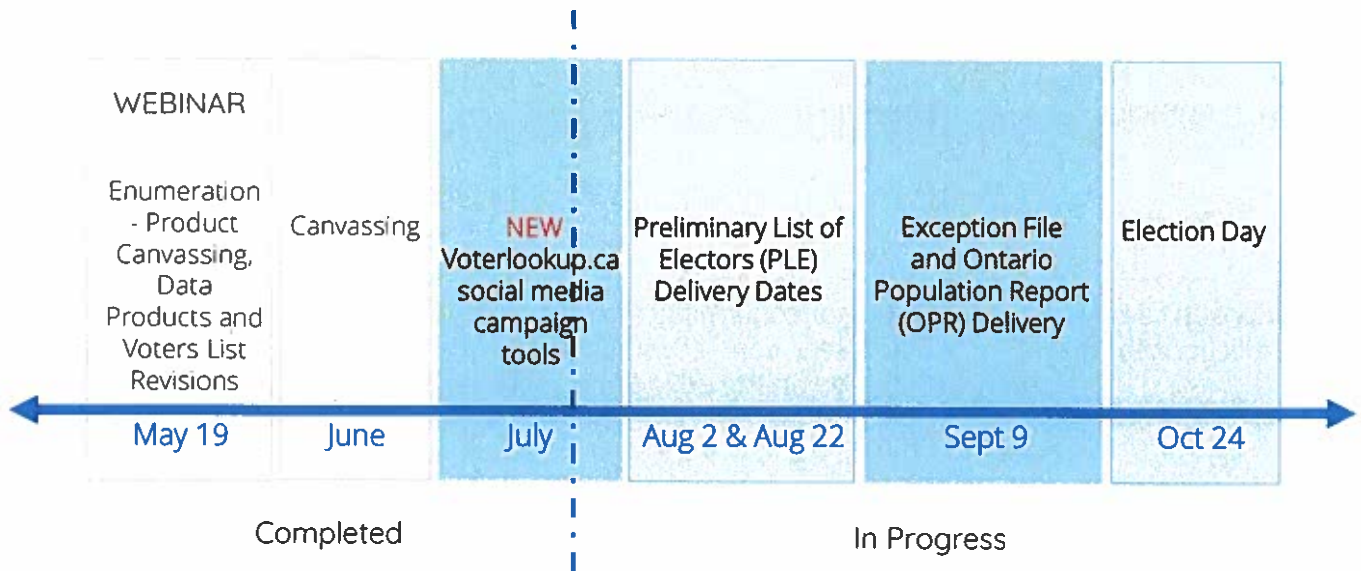 WEBINAR
Enumeration
- Product
Canvassing,
Data
Products and
Voters List
Revisions
May 19
Canvassing
June
NEW
Voterlookup.ca
social media
campaign
tools
July
Preliminary List of
Electors (PLE)
Delivery Dates
Aug 2 & Aug 22
Exception File
and Ontario
Population Report
(OPR) Delivery
Sept 9
Election Day
Oct 24
Completed
In Progress